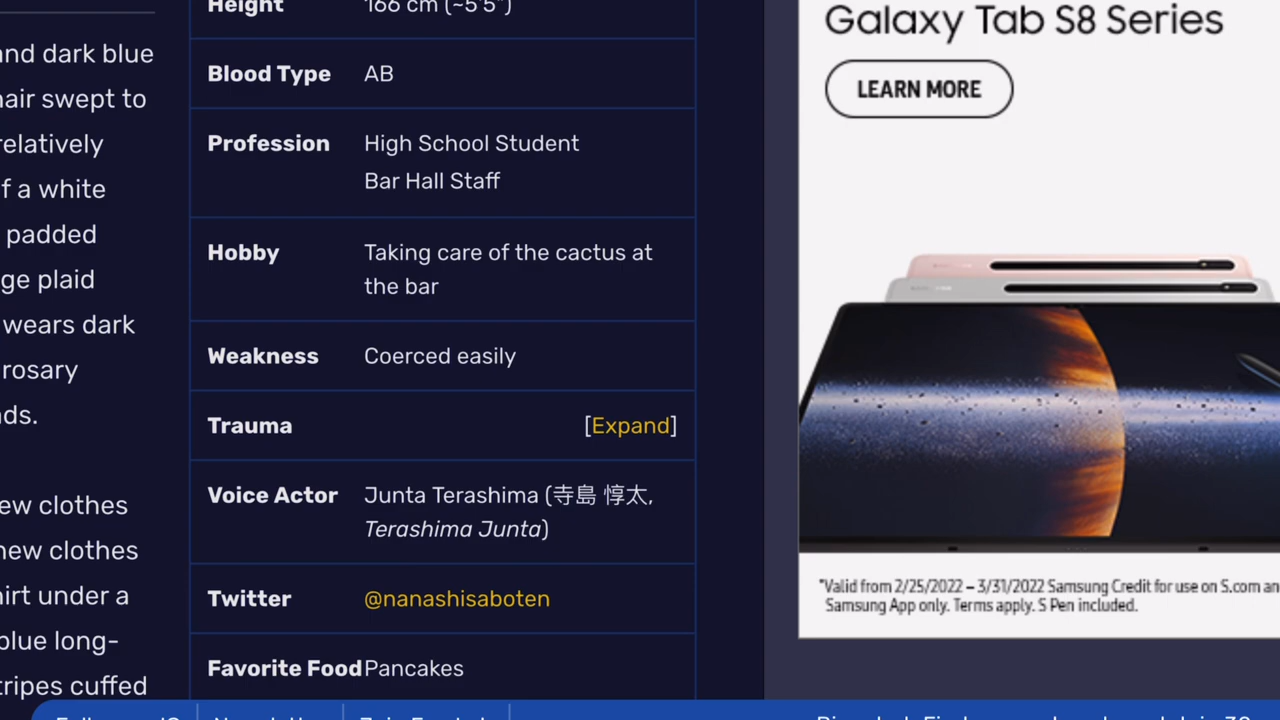 and dark blue
hair swept to
relatively
f a white
padded
ge plaid
wears dark
rosary
ds.
ew clothes
new clothes
hirt under a
blue long-
tripes cuffed
Height 166 cm (~5'5")
Blood Type AB
Profession High School Student
Bar Hall Staff
Hobby Taking care of the cactus at
the bar
Weakness Coerced easily
Trauma [Expand]
Voice Actor Junta Terashima (寺島 惇太,
Terashima Junta)
Twitter @nanashisaboten
Favorite Food Pancakes
Galaxy Tab S8 Series
LEARN MORE
*Valid from 2/25/2022 – 3/31/2022 Samsung Credit for use on S.com an
Samsung App only. Terms apply. S Pen included.